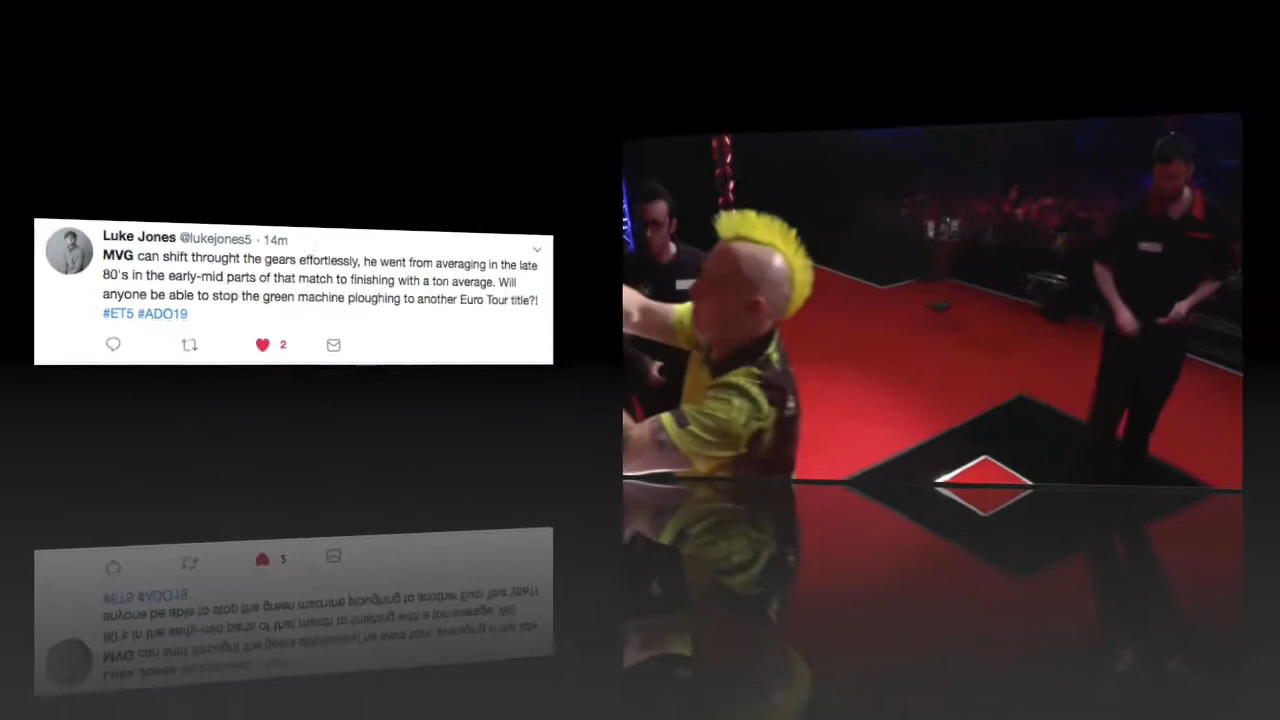 Luke Jones @lukejones5 · 14m
MVG can shift throught the gears effortlessly, he went from averaging in the late
80's in the early-mid parts of that match to finishing with a ton average. Will
anyone be able to stop the green machine ploughing to another Euro Tour title?!
#ET5 #ADO19
2